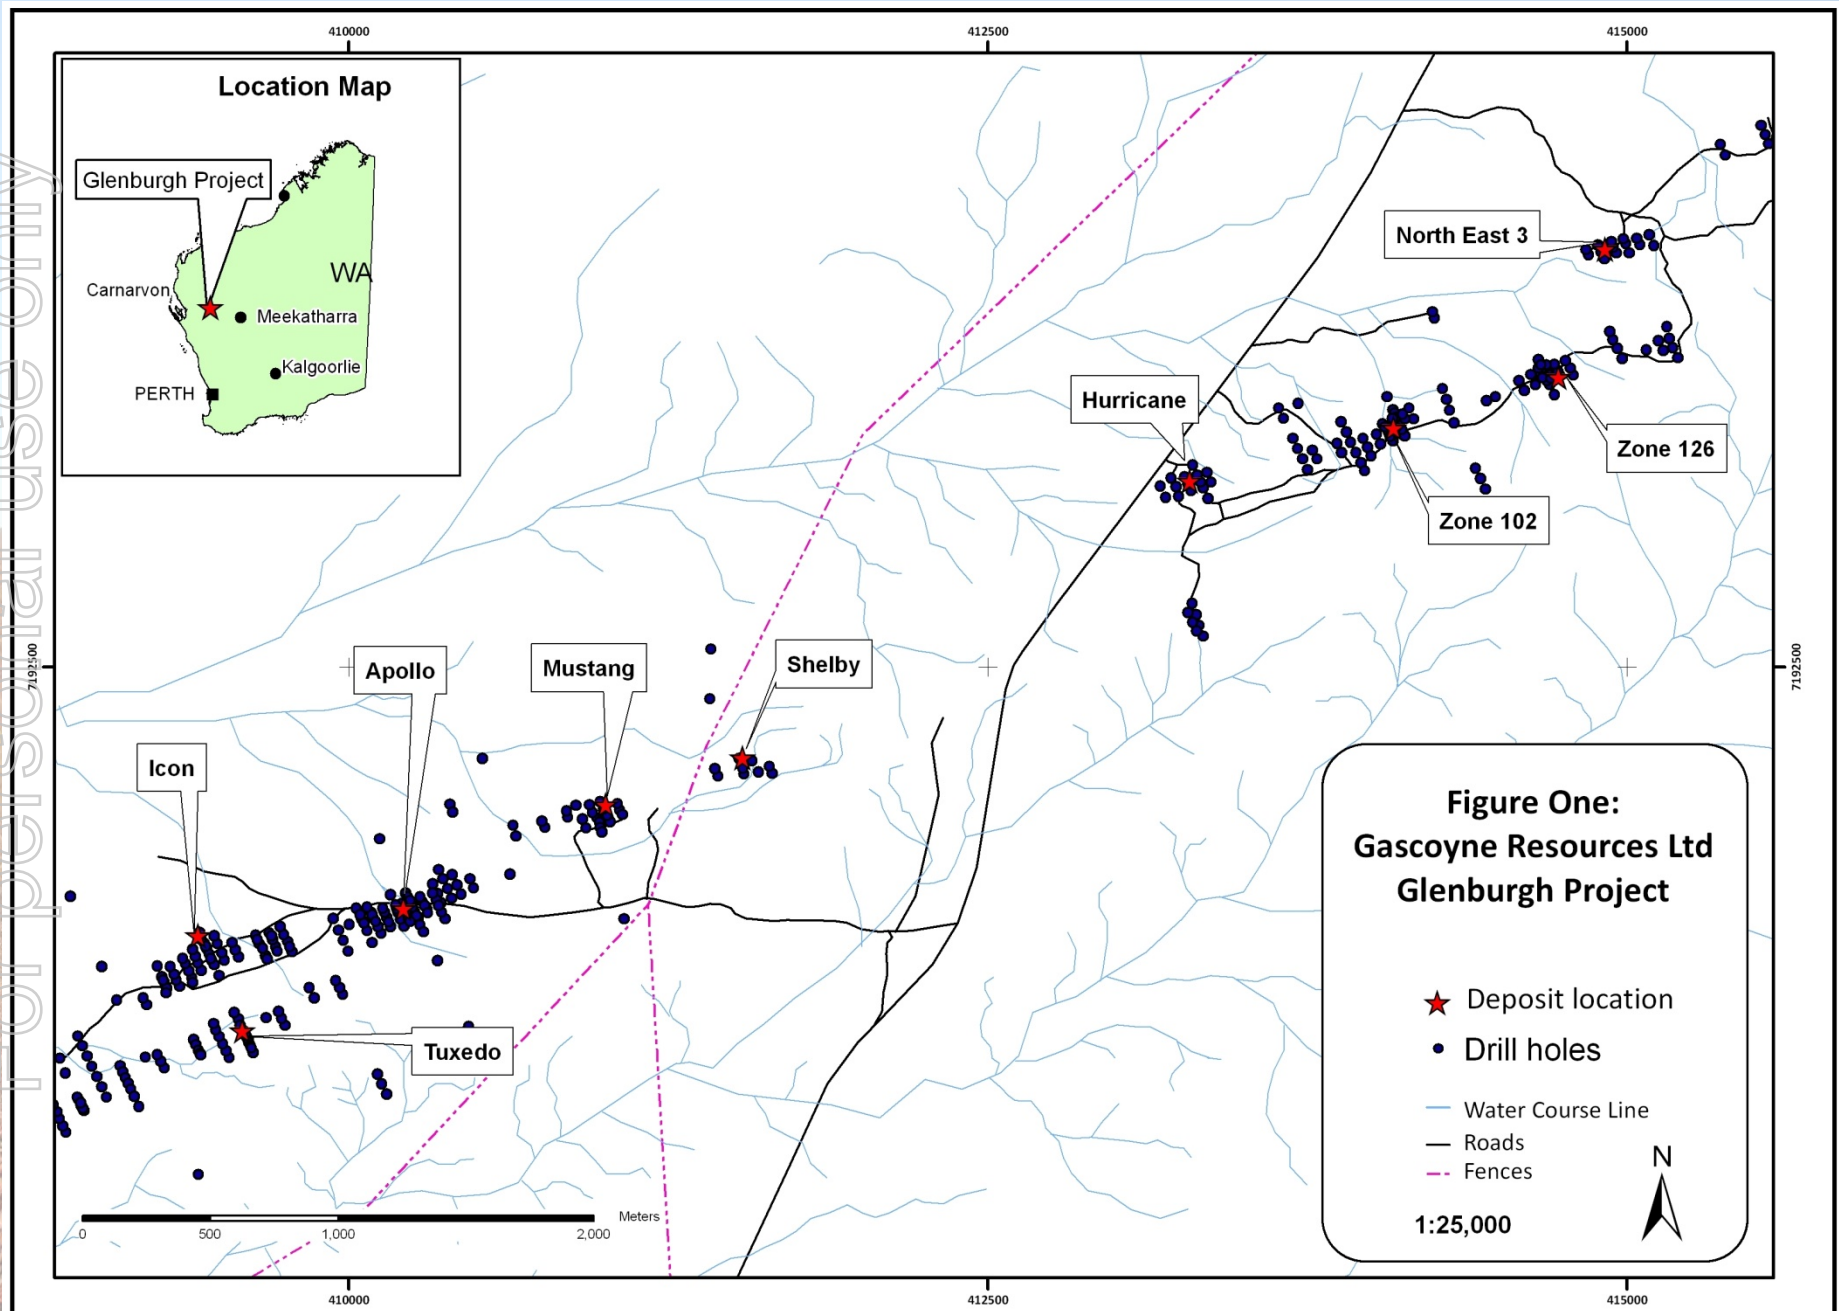 410000
412500
415000
Location Map
Glenburgh Project
WA
Carnarvon
Meekatharra
Kalgoorlie
PERTH
North East 3
Hurricane
Zone 126
Zone 102
7192500
7192500
Apollo
Mustang
Shelby
Icon
Tuxedo
Figure One:
Gascoyne Resources Ltd
Glenburgh Project
Deposit location
Drill holes
Water Course Line
Roads
Fences
N
1:25,000
Meters
0
500
1,000
2,000
410000
412500
415000
For personal use only